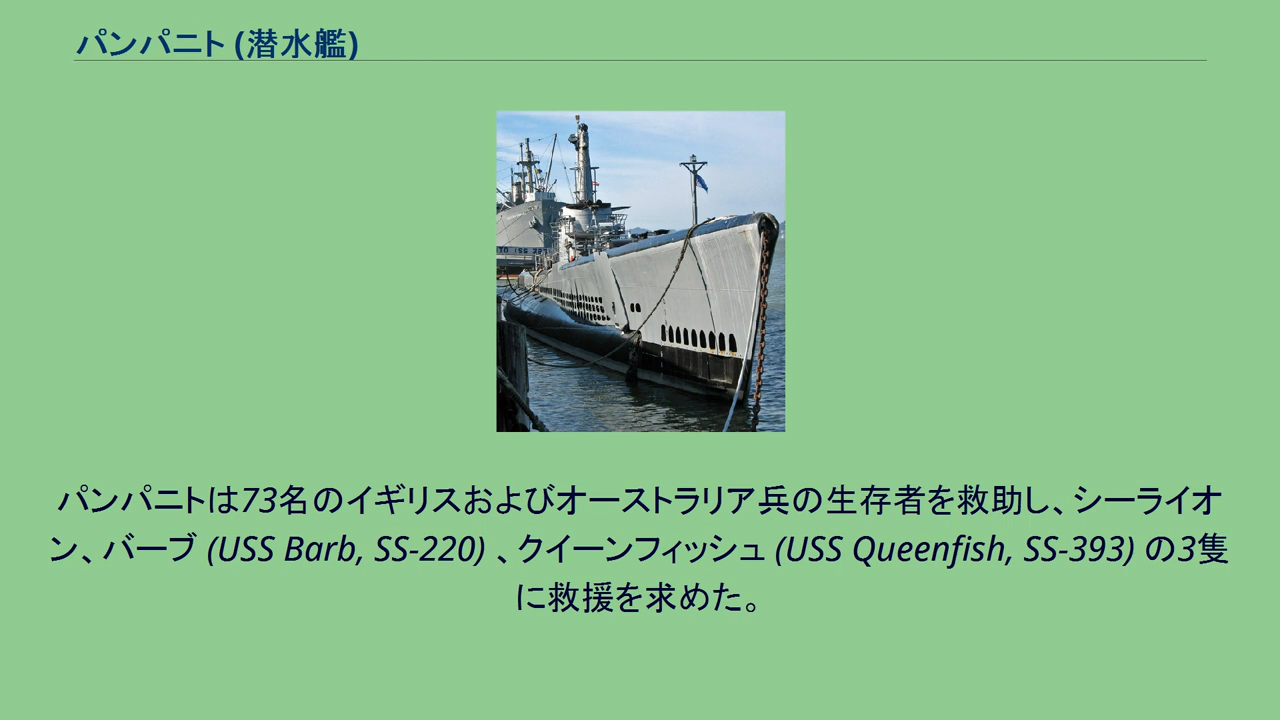 パンパニト (潜水艦)
パンパニトは73名のイギリスおよびオーストラリア兵の生存者を救助し、シーライオ
ン、バーブ (USS Barb, SS-220) 、クイーンフィッシュ (USS Queenfish, SS-393) の3隻
に救援を求めた。